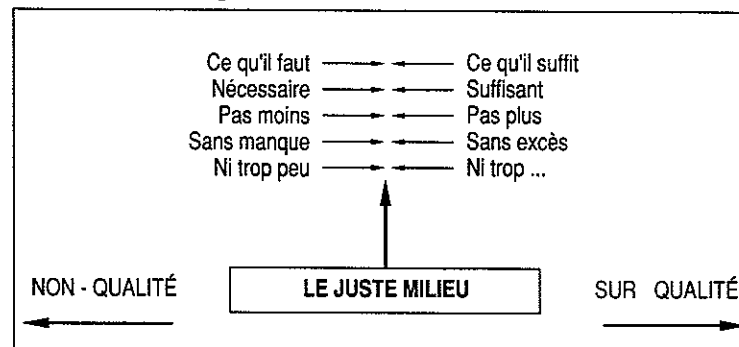 Ce qu'il faut Ce qu'il suffit
Nécessaire Suffisant
Pas moins Pas plus
Sans manque Sans excès
Ni trop peu Ni trop ...
NON - QUALITÉ LE JUSTE MILIEU SUR QUALITÉ